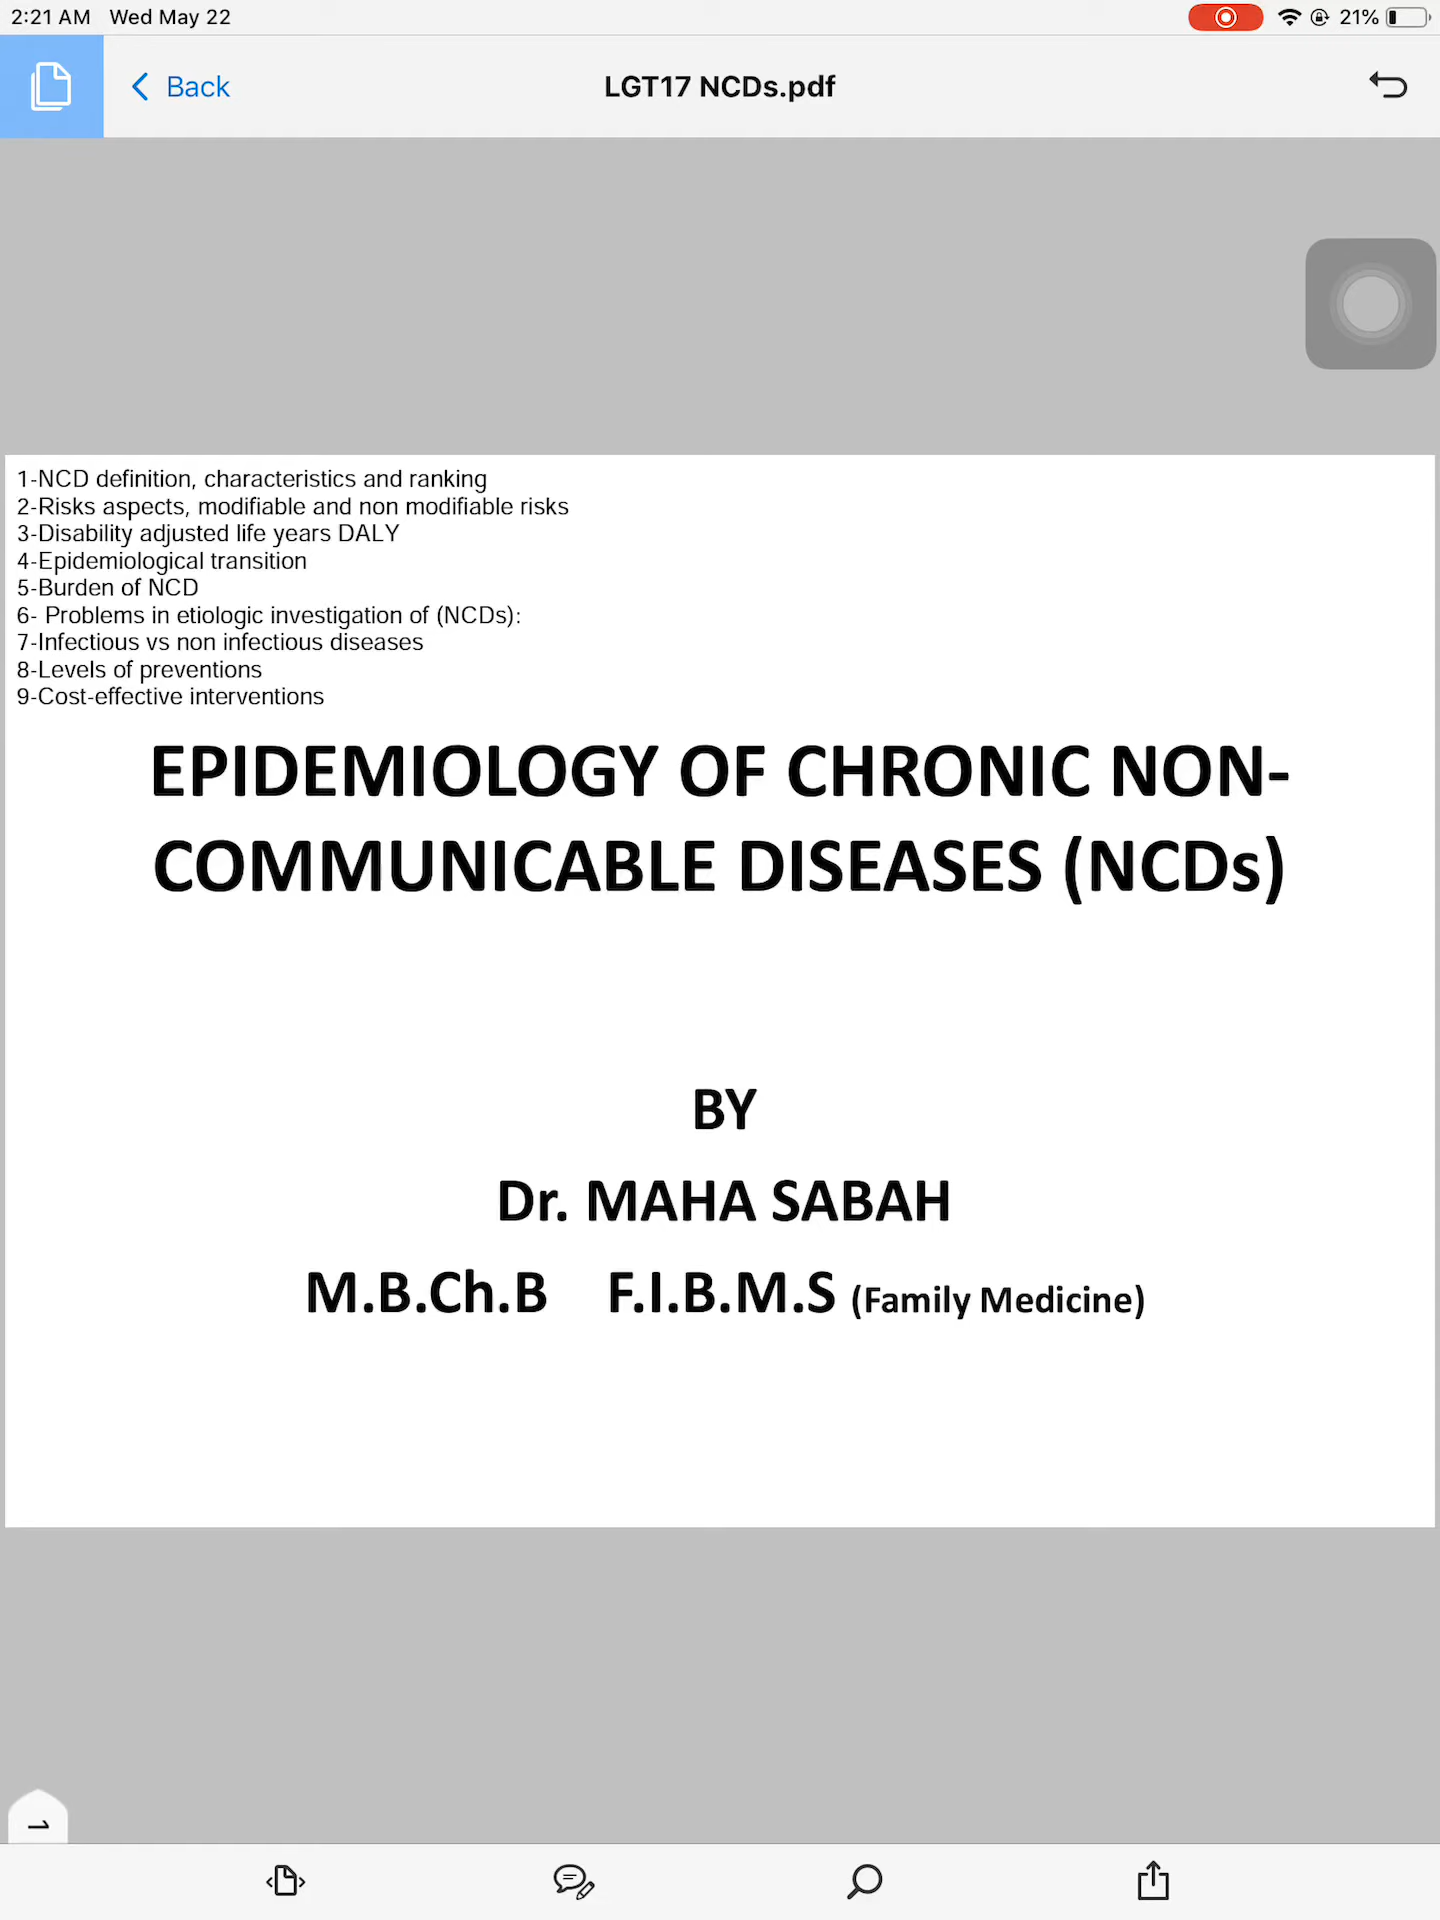 2:21 AM Wed May 22
21%
Back
LGT17 NCDs.pdf
1-NCD definition, characteristics and ranking
2-Risks aspects, modifiable and non modifiable risks
3-Disability adjusted life years DALY
4-Epidemiological transition
5-Burden of NCD
6- Problems in etiologic investigation of (NCDs):
7-Infectious vs non infectious diseases
8-Levels of preventions
9-Cost-effective interventions
EPIDEMIOLOGY OF CHRONIC NON-
COMMUNICABLE DISEASES (NCDs)
BY
Dr. MAHA SABAH
M.B.Ch.B F.I.B.M.S (Family Medicine)
1